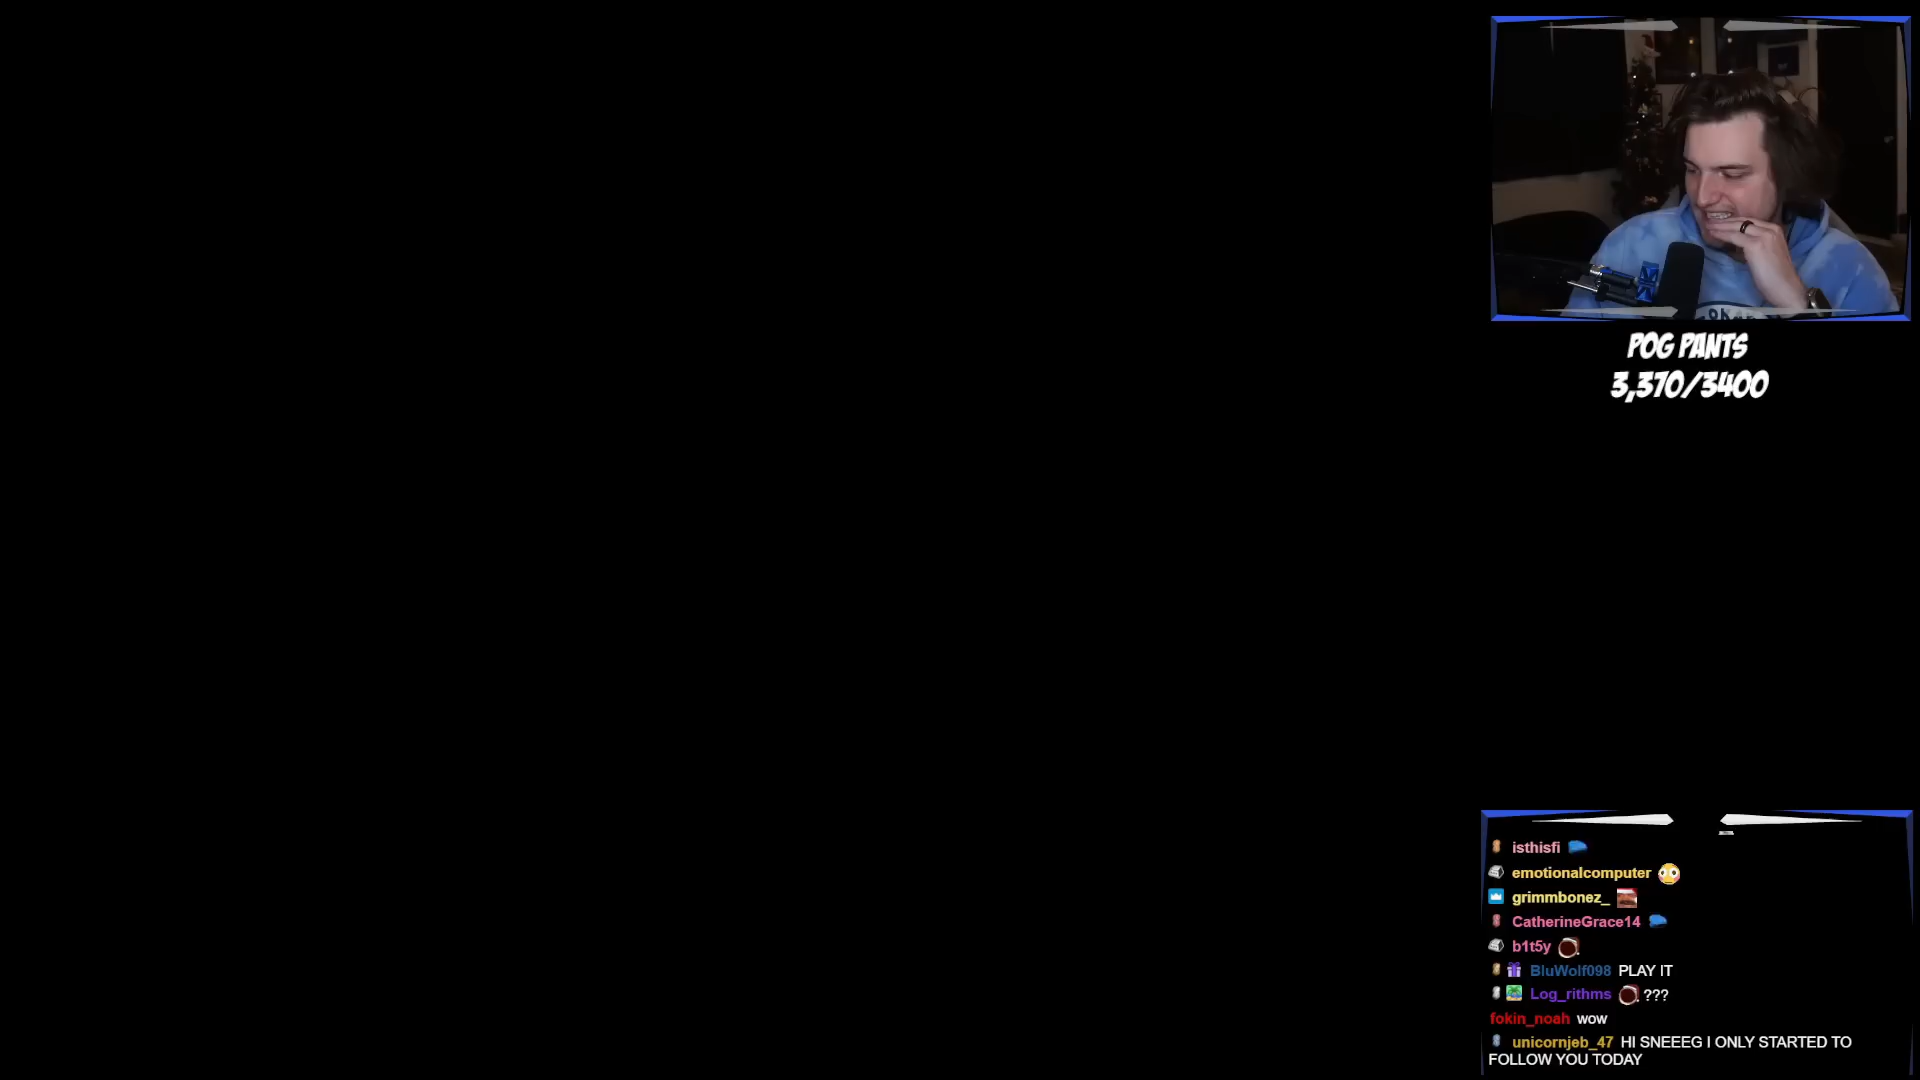 POG PANTS
3,370/3400
isthisfi
emotionalcomputer
grimmbonez_
CatherineGrace14
b1t5y
BluWolf098 PLAY IT
Log_rithms ???
fokin_noah wow
unicornjeb_47 HI SNEEEG I ONLY STARTED TO
FOLLOW YOU TODAY